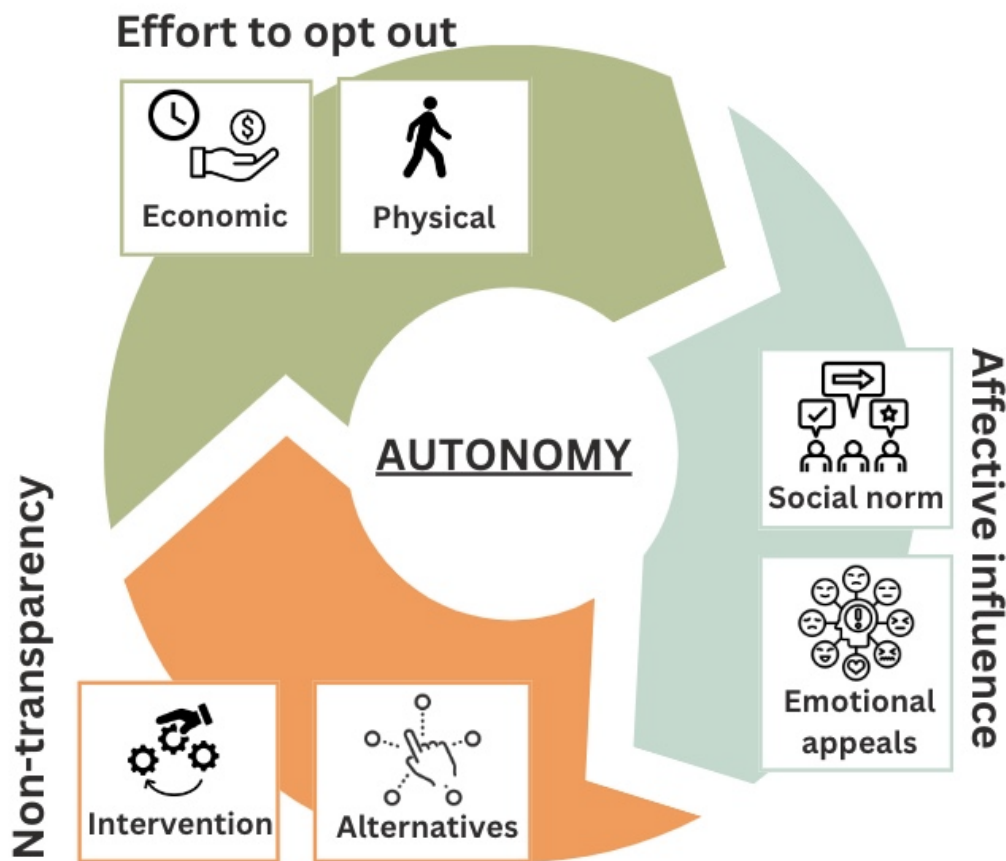 Effort to opt out
Economic
Physical
AUTONOMY
Affective influence
Social norm
Emotional
appeals
Non-transparency
Intervention
Alternatives